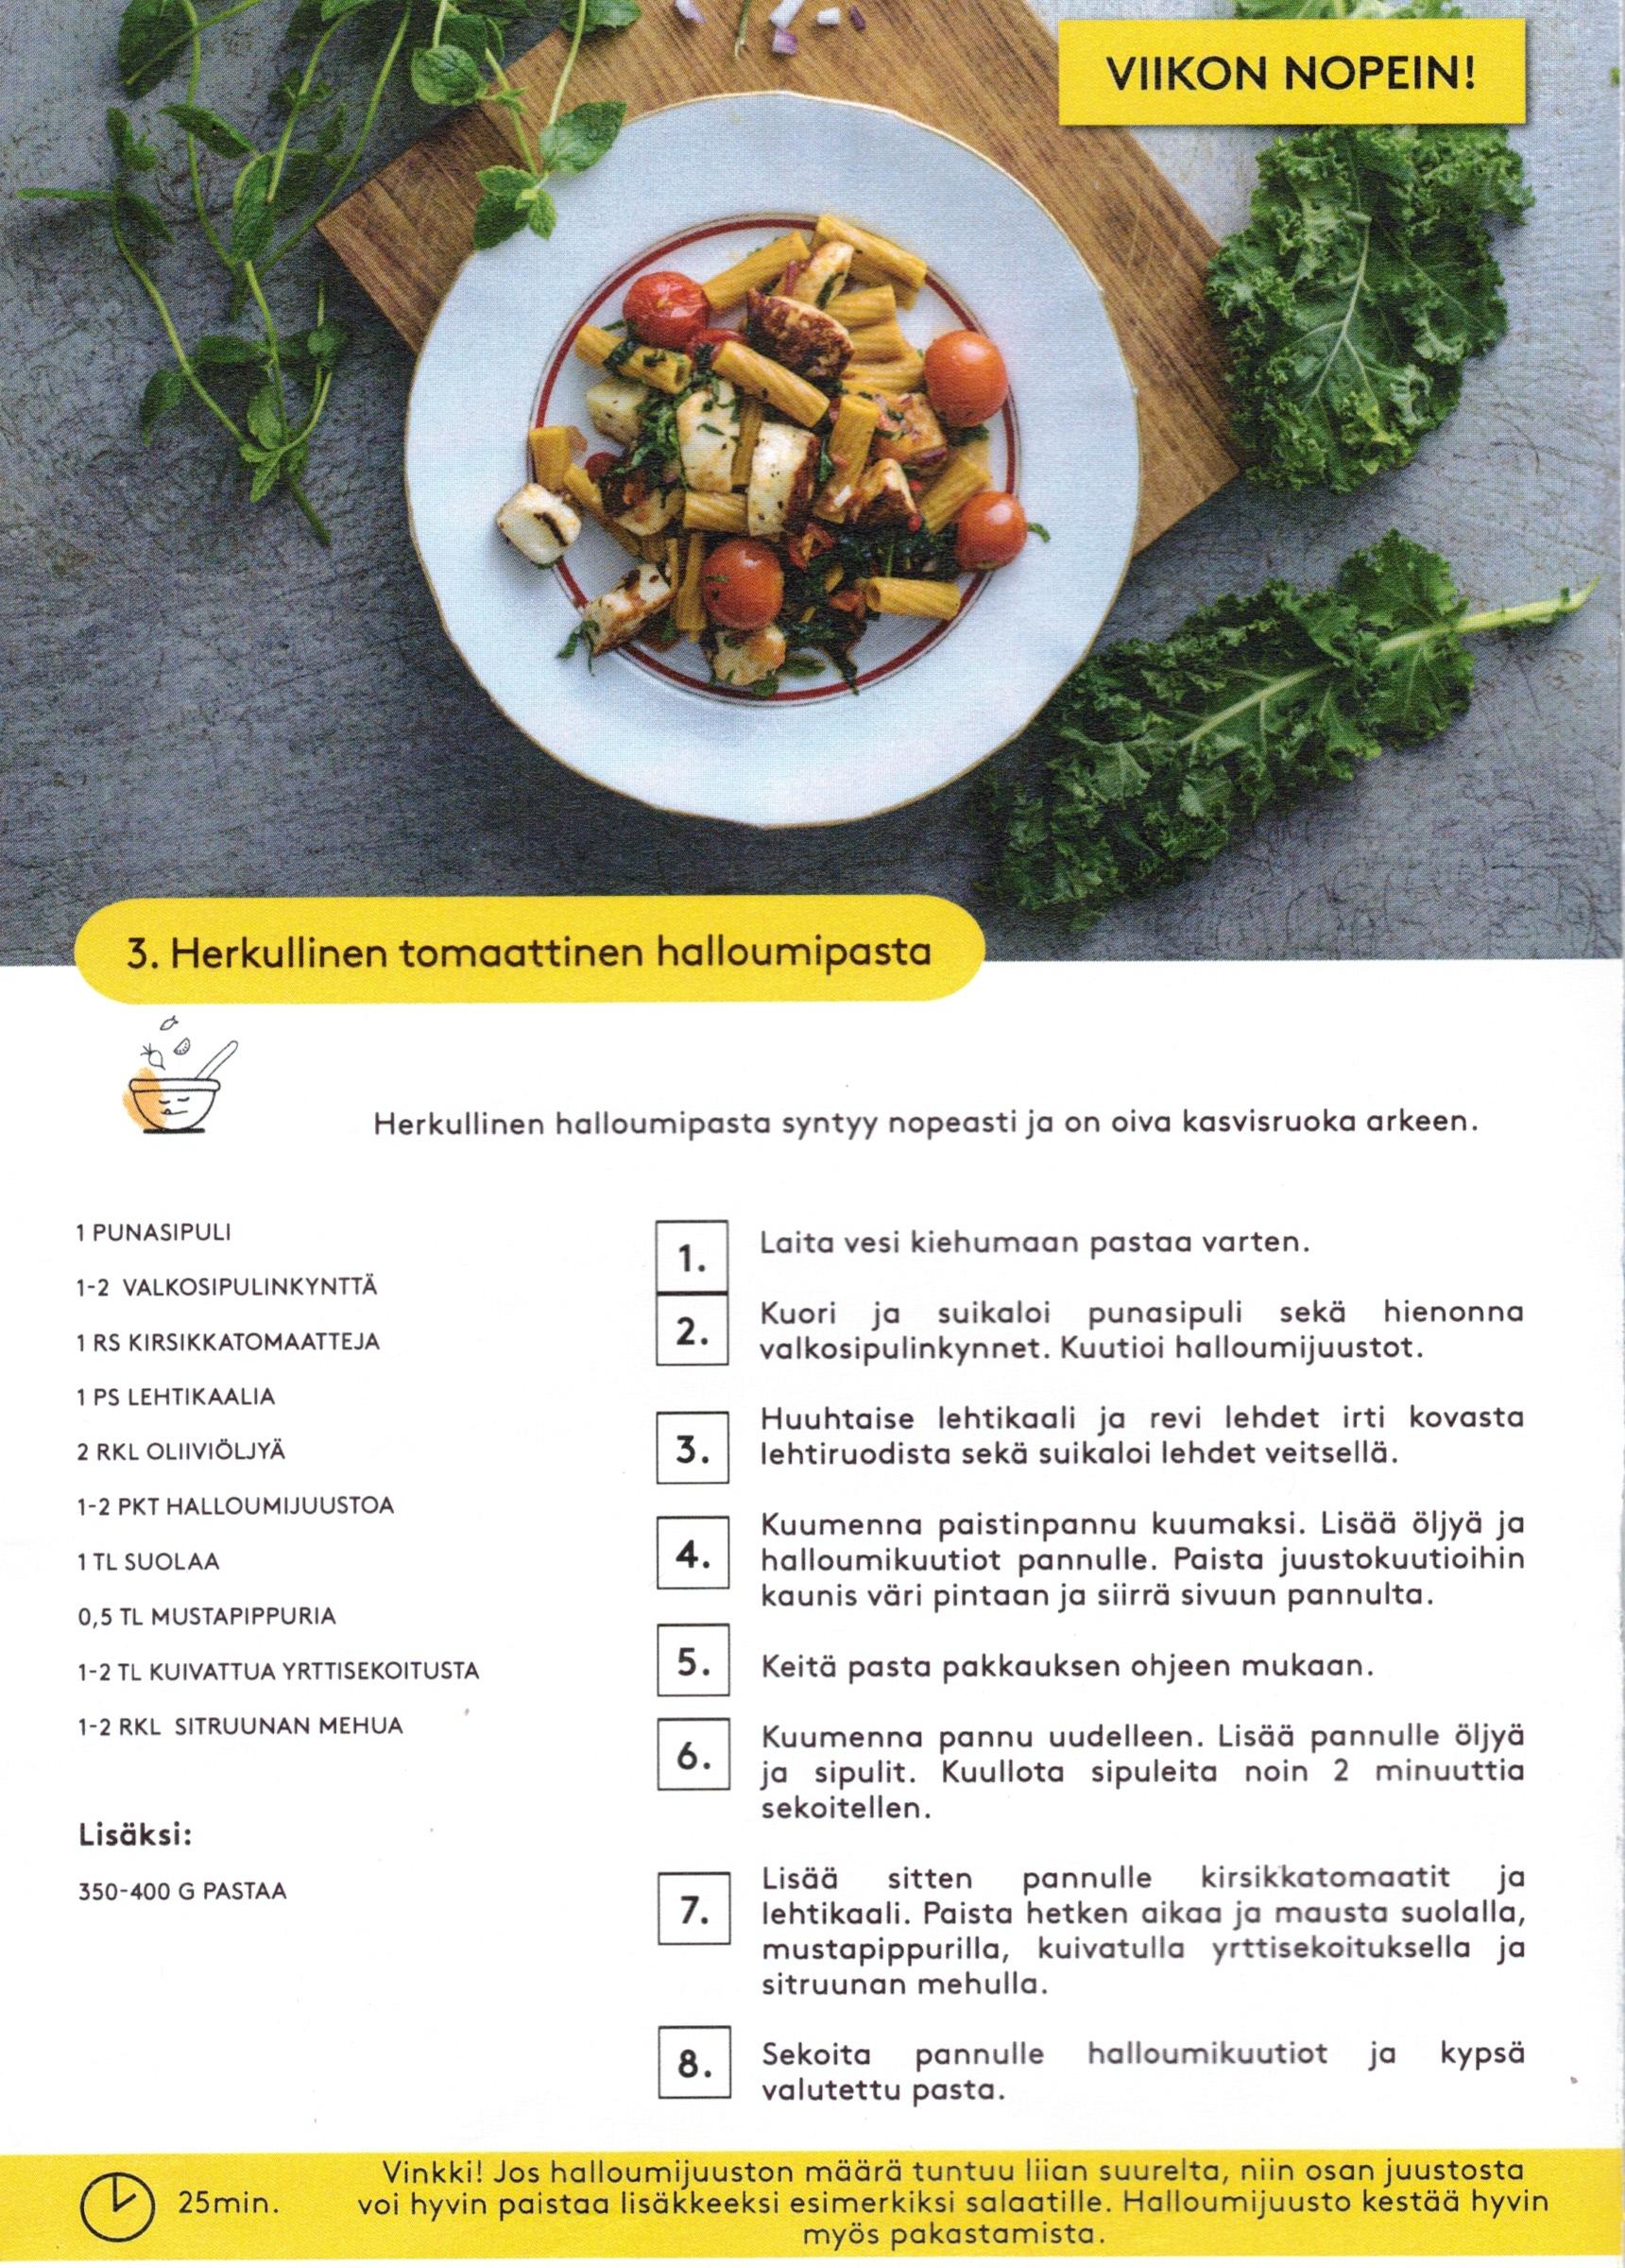 VIIKON NOPEIN!
3. Herkullinen tomaattinen halloumipasta
Herkullinen halloumipasta syntyy nopeasti ja on oiva kasvisruoka arkeen.
1 PUNASIPULI
1-2 VALKOSIPULINKYNTTÄ
1 RS KIRSIKKATOMAATTEJA
1 PS LEHTIKAALIA
2 RKL OLIIVIÖLJYÄ
1-2 PKT HALLOUMIJUUSTOA
1 TL SUOLAA
0,5 TL MUSTAPIPPURIA
1-2 TL KUIVATTUA YRTTISEKOITUSTA
1-2 RKL SITRUUNAN MEHUA
Lisäksi:
350-400 G PASTAA
1. Laita vesi kiehumaan pastaa varten.
2. Kuori ja suikaloi punasipuli sekä hienonna
valkosipulinkynnet. Kuutioi halloumijuustot.
3. Huuhtaise lehtikaali ja revi lehdet irti kovasta
lehtiruodista sekä suikaloi lehdet veitsellä.
4. Kuumenna paistinpannu kuumaksi. Lisää öljyä ja
halloumikuutiot pannulle. Paista juustokuutioihin
kaunis väri pintaan ja siirrä sivuun pannulta.
5. Keitä pasta pakkauksen ohjeen mukaan.
6. Kuumenna pannu uudelleen. Lisää pannulle öljyä
ja sipulit. Kuullota sipuleita noin 2 minuuttia
sekoitellen.
7. Lisää sitten pannulle kirsikkatomaatit ja
lehtikaali. Paista hetken aikaa ja mausta suolalla,
mustapippurilla, kuivatulla yrttisekoituksella ja
sitruunan mehulla.
8. Sekoita pannulle halloumikuutiot ja kypsä
valutettu pasta.
25min.
Vinkki! Jos halloumijuuston määrä tuntuu liian suurelta, niin osan juustosta
voi hyvin paistaa lisäkkeeksi esimerkiksi salaatille. Halloumijuusto kestää hyvin
myös pakastamista.